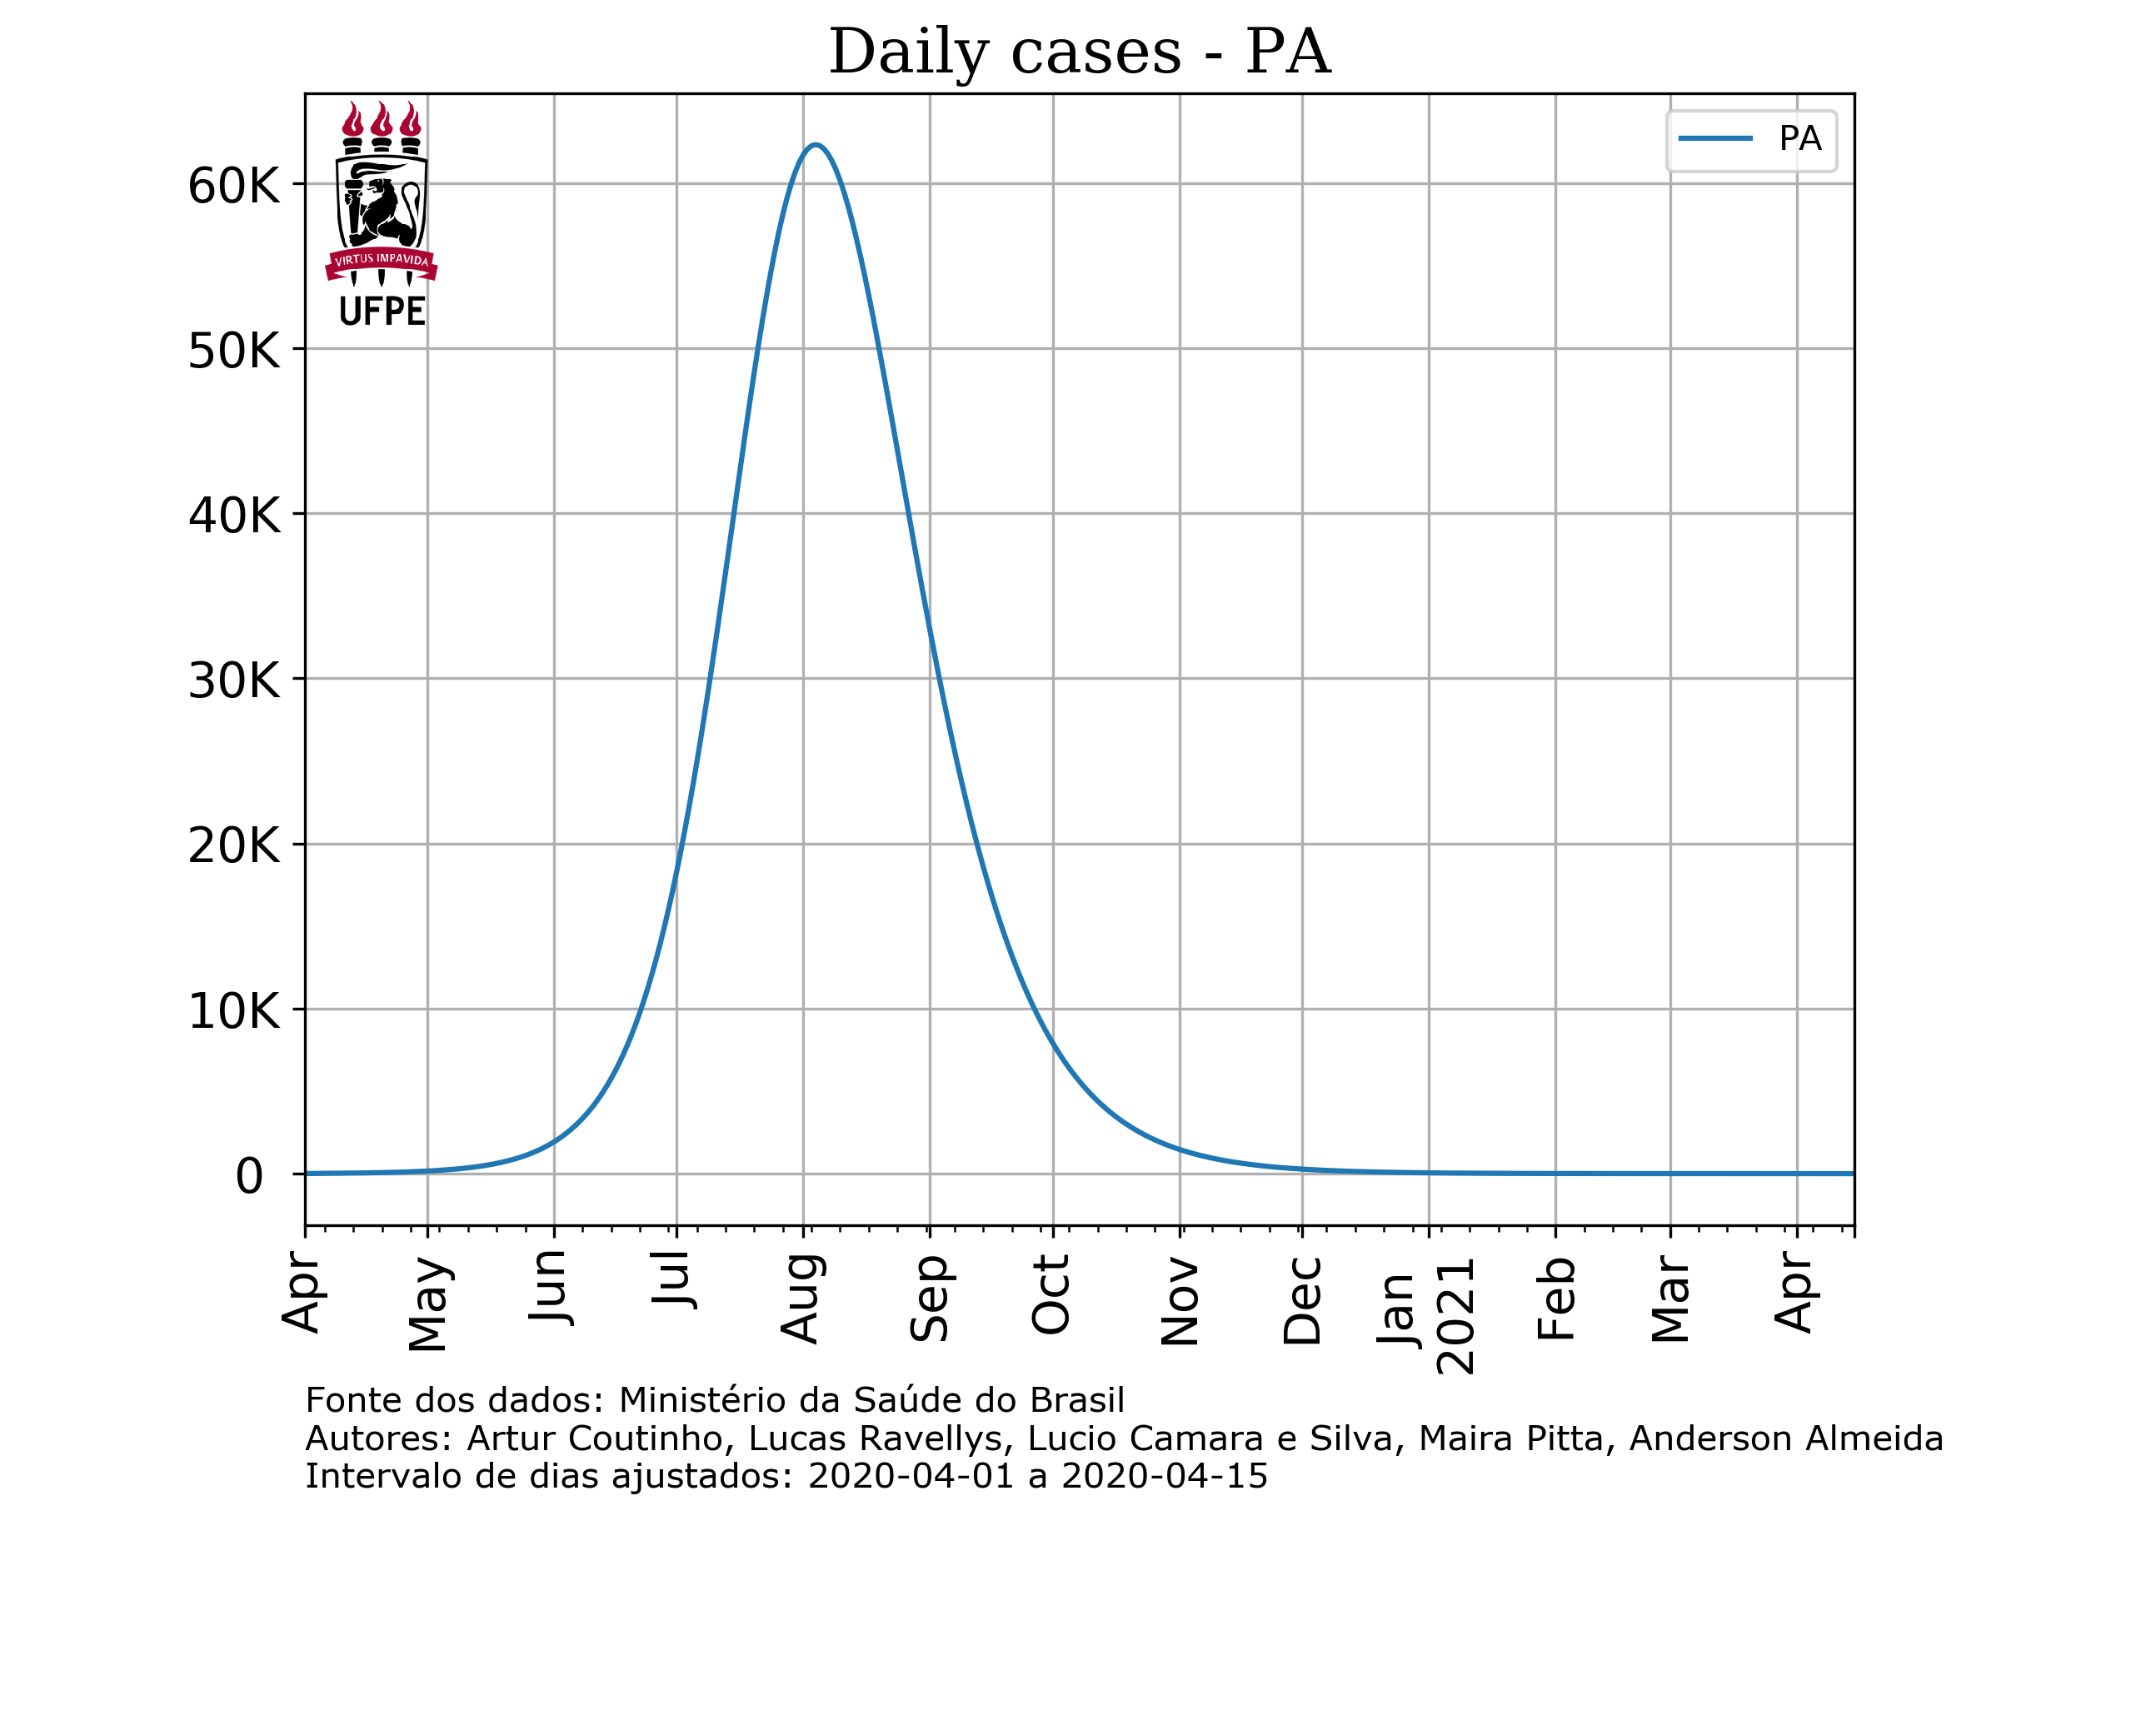 Daily cases - PA
PA
VIRTUS IMPAVIDA
UFPE
60K
50K
40K
30K
20K
10K
0
Apr
May
Jun
Jul
Aug
Sep
Oct
Nov
Dec
Jan
2021
Feb
Mar
Apr
Fonte dos dados: Ministério da Saúde do Brasil
Autores: Artur Coutinho, Lucas Ravellys, Lucio Camara e Silva, Maira Pitta, Anderson Almeida
Intervalo de dias ajustados: 2020-04-01 a 2020-04-15